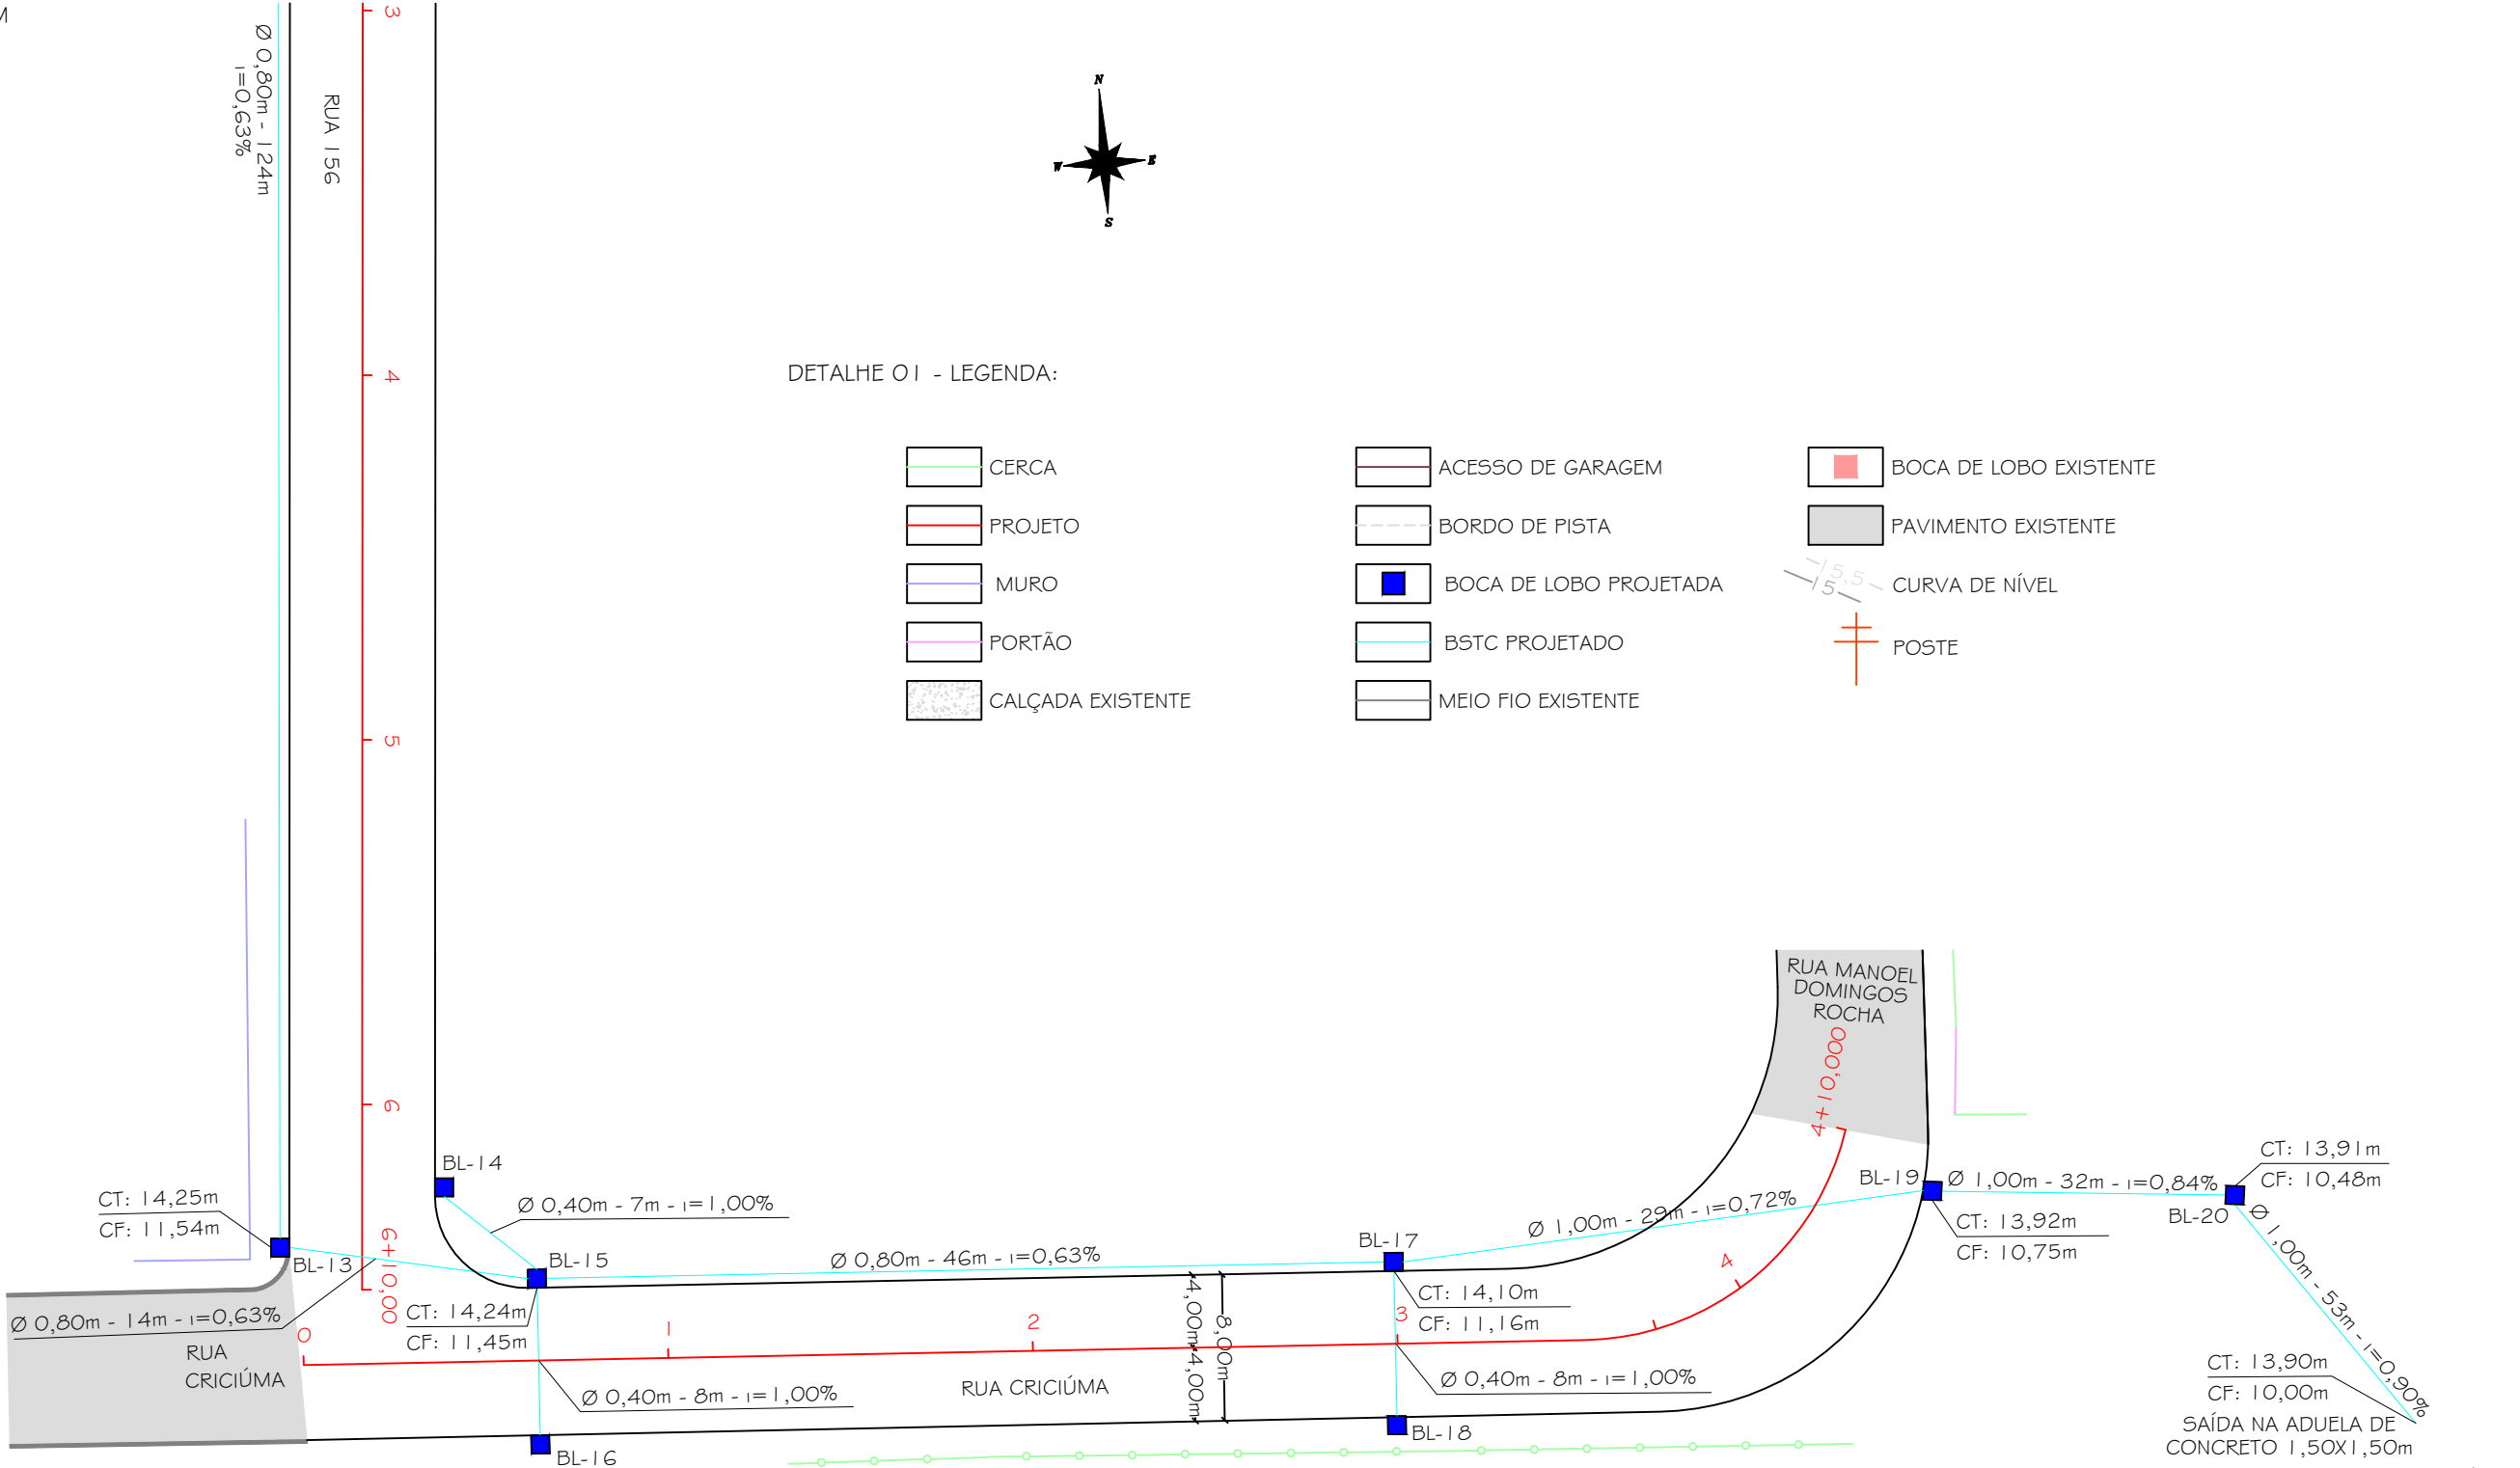 M
Ø 0,80m - 124m
i=0,63%
RUA 156
3
4
5
6
6+10,000
N
W
E
S
DETALHE 01 - LEGENDA:
CERCA
PROJETO
MURO
PORTÃO
CALÇADA EXISTENTE
ACESSO DE GARAGEM
BORDO DE PISTA
BOCA DE LOBO PROJETADA
BSTC PROJETADO
MEIO FIO EXISTENTE
BOCA DE LOBO EXISTENTE
PAVIMENTO EXISTENTE
15,5
15
CURVA DE NÍVEL
POSTE
RUA MANOEL
DOMINGOS
ROCHA
4+10,000
BL-14
CT: 14,25m
CF: 11,54m
BL-13
Ø 0,40m - 7m - i=1,00%
BL-15
Ø 0,80m - 46m - i=0,63%
BL-17
Ø 1,00m - 29m - i=0,72%
BL-19
Ø 1,00m - 32m - i=0,84%
CT: 13,91m
CF: 10,48m
BL-20
CT: 13,92m
CF: 10,75m
Ø 1,00m - 53m - i=0,90%
CT: 14,24m
CF: 11,45m
CT: 14,10m
CF: 11,16m
Ø 0,80m - 14m - i=0,63%
0
1
2
3
4
4,00m
4,00m
8,00m
RUA
CRICIÚMA
Ø 0,40m - 8m - i=1,00%
RUA CRICIÚMA
Ø 0,40m - 8m - i=1,00%
CT: 13,90m
CF: 10,00m
BL-16
BL-18
SAÍDA NA ADUELA DE
CONCRETO 1,50X1,50m